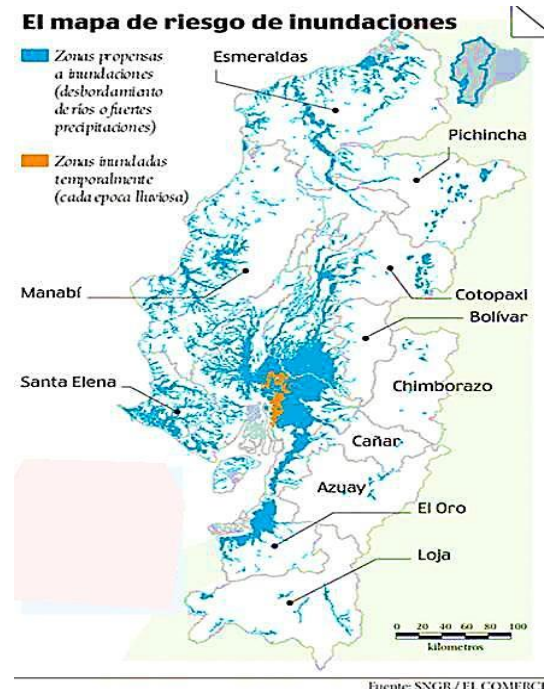 El mapa de riesgo de inundaciones
Zonas propensas
a inundaciones
(desbordamiento
de ríos o fuertes
precipitaciones)
Zonas inundadas
temporalmente
(cada epoca lluviosa)
Esmeraldas
Pichincha
Manabí
Cotopaxi
Bolívar
Santa Elena
Chimborazo
Cañar
Azuay
El Oro
Loja
0 20 40 60 80 100
kilometros
Fuente: SNGR / EL COMERCI